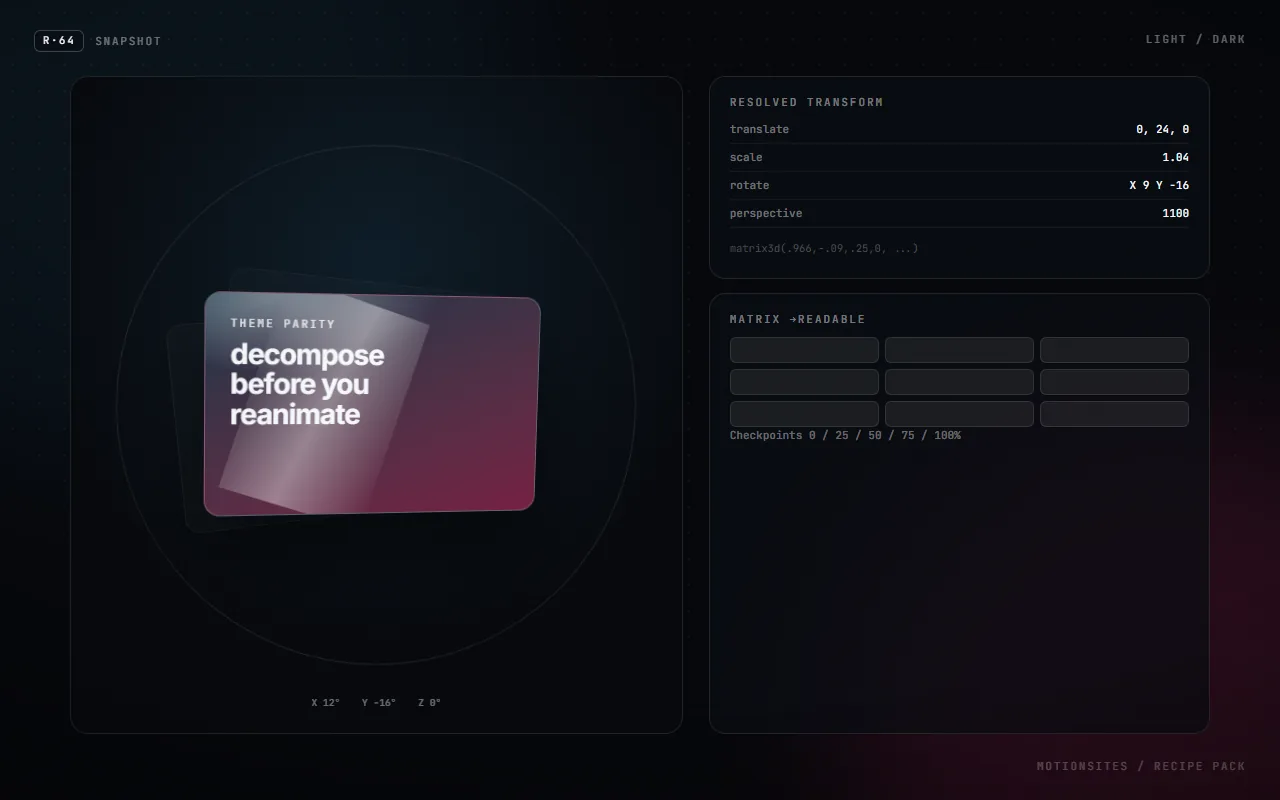 R·64 SNAPSHOT
LIGHT / DARK
THEME PARITY
decompose
before you
reanimate
X 12° Y -16° Z 0°
RESOLVED TRANSFORM
translate 0, 24, 0
scale 1.04
rotate X 9 Y -16
perspective 1100
matrix3d(.966,-.09,.25,0, ...)
MATRIX →READABLE
Checkpoints 0 / 25 / 50 / 75 / 100%
MOTIONSITES / RECIPE PACK